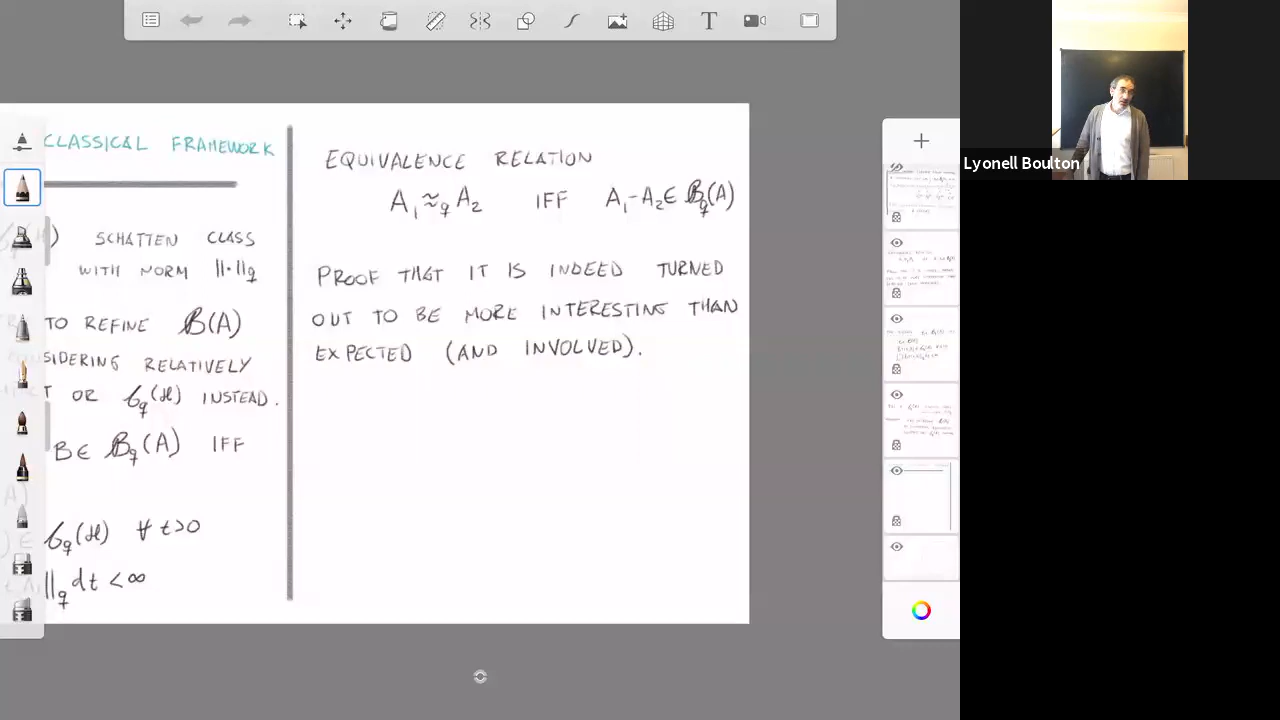 CLASSICAL FRAMEWORK
SCHATTEN CLASS
WITH NORM ||·||q
TO REFINE B(A)
RELATIVELY
OR 𝒞q(H) INSTEAD.
B∈ Bq(A) IFF
𝒞q(H) ∀ t>0
||q dt < ∞
EQUIVALENCE RELATION
A₁ ≈q A₂ IFF A₁-A₂∈ Bq(A)
PROOF THAT IT IS INDEED TURNED
OUT TO BE MORE INTERESTING THAN
EXPECTED (AND INVOLVED).
Lyonell Boulton